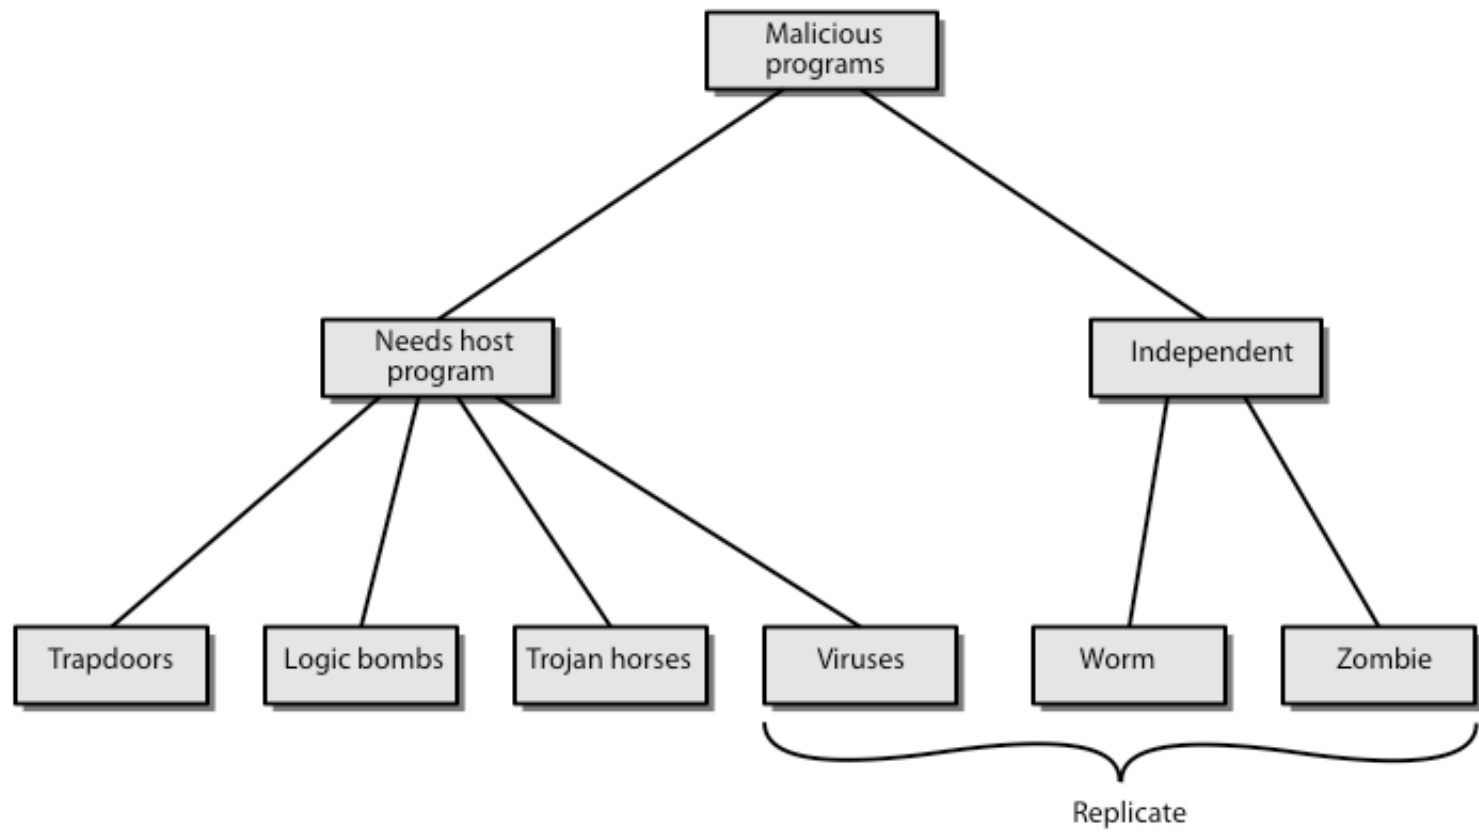 Malicious
programs
Needs host
program
Independent
Trapdoors
Logic bombs
Trojan horses
Viruses
Worm
Zombie
Replicate